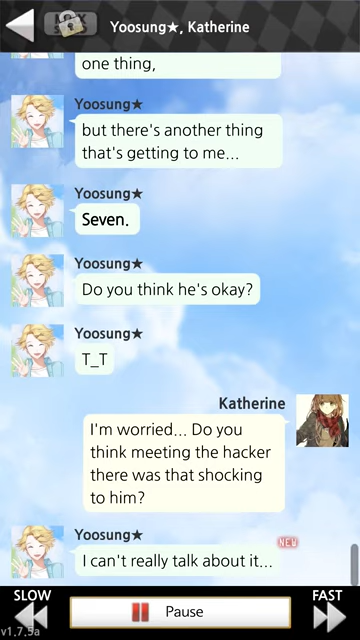 Yoosung★, Katherine
one thing,
Yoosung★
but there's another thing
that's getting to me...
Yoosung★
Seven.
Yoosung★
Do you think he's okay?
Yoosung★
T_T
Katherine
I'm worried... Do you
think meeting the hacker
there was that shocking
to him?
Yoosung★
NEW
I can't really talk about it...
SLOW
Pause
FAST
v1.7.5a